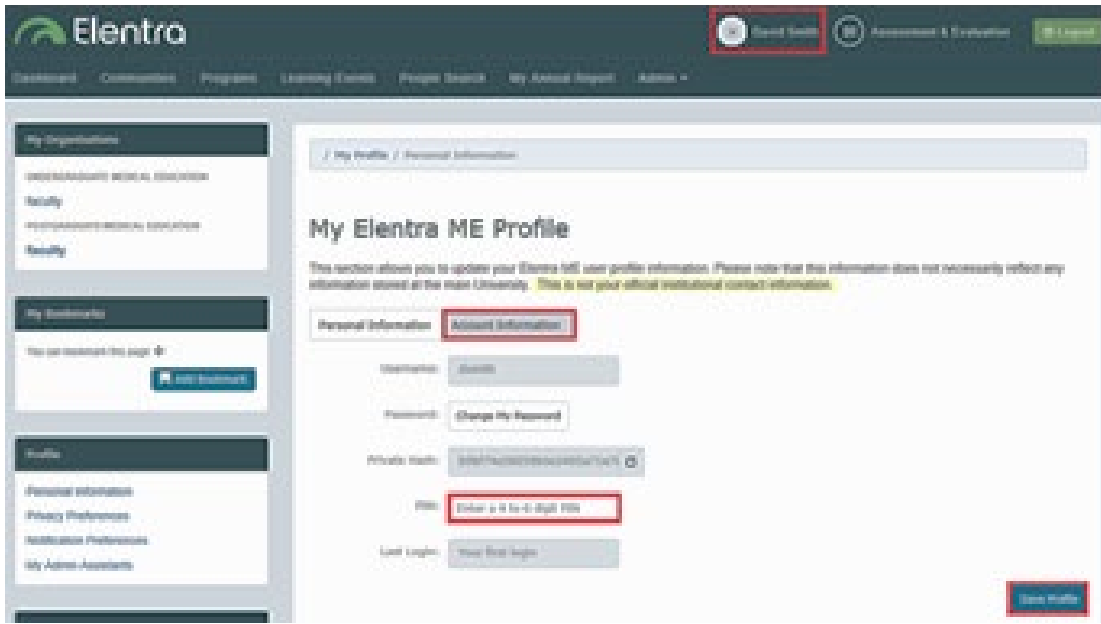 Elentra
David Smith
Assessment & Evaluation
Logout
Dashboard Communities Programs Learning Events People Search My Annual Report Admin
My Organisations
UNDERGRADUATE MEDICAL EDUCATION
faculty
POSTGRADUATE MEDICAL EDUCATION
faculty
My Bookmarks
You can bookmark this page
Add Bookmark
Profile
Personal Information
Privacy Preferences
Notification Preferences
My Admin Assistants
/ My Profile / Personal Information
My Elentra ME Profile
This section allows you to update your Elentra ME user profile information. Please note that this information does not necessarily reflect any
information stored at the main University. This is not your official institutional contact information.
Personal Information Account Information
Username:
Password: Change My Password
Private Hash:
PIN: Enter a 4 to 6 digit PIN
Last Login: Your first login
Save Profile